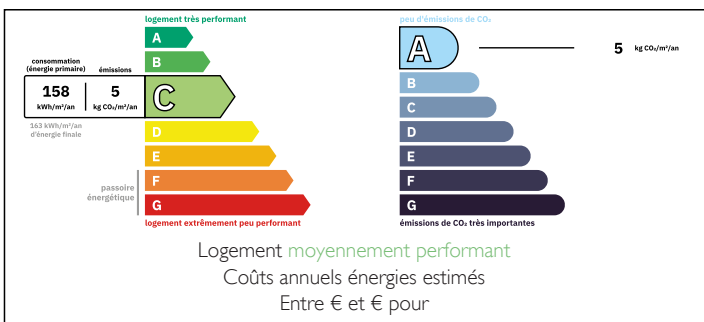 logement très performant
A
B
consommation
(énergie primaire)
émissions
158
kWh/m²/an
5
kg CO₂/m²/an
C
163 kWh/m²/an
d'énergie finale
D
E
F
G
passoire
énergétique
logement extrêmement peu performant
peu d'émissions de CO₂
A
5 kg CO₂/m²/an
B
C
D
E
F
G
émissions de CO₂ très importantes
Logement moyennement performant
Coûts annuels énergies estimés
Entre € et € pour